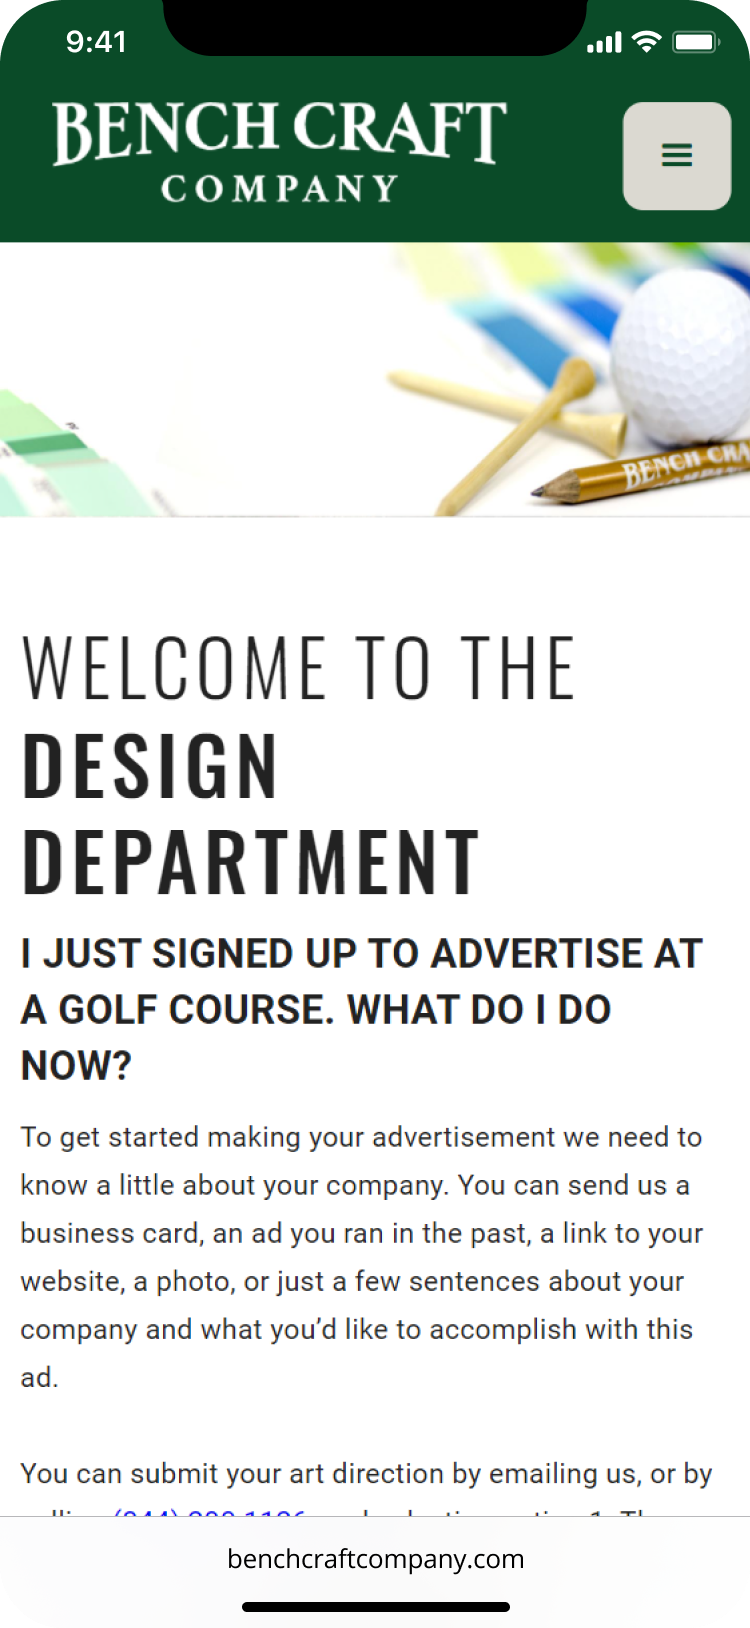 9:41
BENCH CRAFT
COMPANY
BENCH CRA
WELCOME TO THE
DESIGN
DEPARTMENT
I JUST SIGNED UP TO ADVERTISE AT
A GOLF COURSE. WHAT DO I DO
NOW?
To get started making your advertisement we need to
know a little about your company. You can send us a
business card, an ad you ran in the past, a link to your
website, a photo, or just a few sentences about your
company and what you’d like to accomplish with this
ad.
You can submit your art direction by emailing us, or by
benchcraftcompany.com